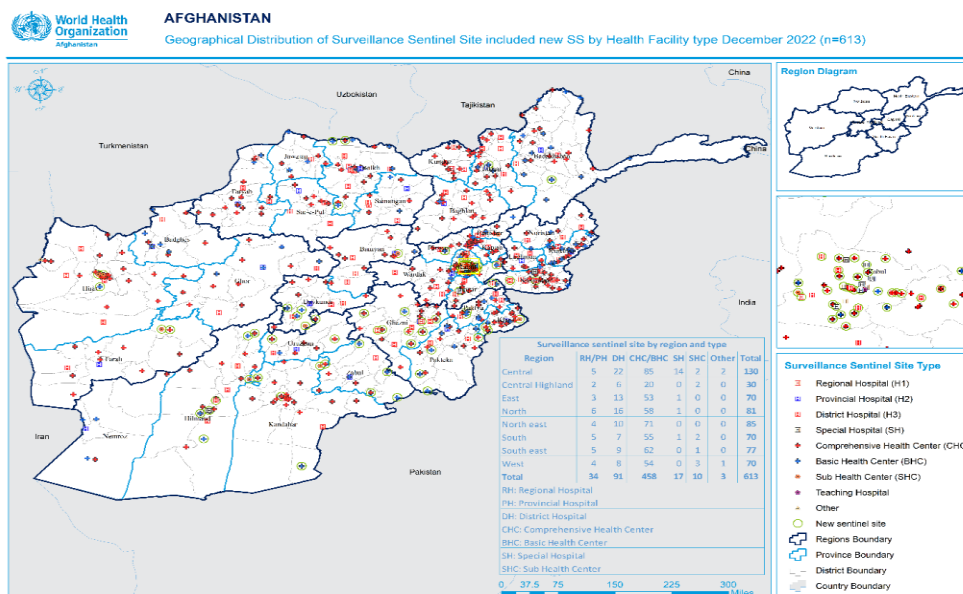 World Health
Organization
Afghanistan
AFGHANISTAN
Geographical Distribution of Surveillance Sentinel Site included new SS by Health Facility type December 2022 (n=613)
China
Uzbekistan
Tajikistan
Turkmenistan
China
India
Iran
Pakistan
Jawzjan
Kunduz
Badakhshan
Samangan
Sar-e-Pul
Baghlan
Badghis
Bamyan
Nuristan
Wardak
Ghor
Ghazni
Farah
Paktika
Zabul
Kandahar
Nemroz
Surveillance sentinel site by region and type
Region RH/PH DH CHC/BHC SH SHC Other Total
Central 5 22 85 14 2 2 130
Central Highland 2 6 20 0 2 0 30
East 3 13 53 1 0 0 70
North 6 16 58 1 0 0 81
North east 4 10 71 0 0 0 85
South 5 7 55 1 2 0 70
South east 5 9 62 0 1 0 77
West 4 8 54 0 3 1 70
Total 34 91 458 17 10 3 613
RH: Regional Hospital
PH: Provincial Hospital
DH: District Hospital
CHC: Comprehensive Health Center
BHC: Basic Health Center
SH: Special Hospital
SHC: Sub Health Center
0 37.5 75 150 225 300
Miles
Region Diagram
Kabul
Surveillance Sentinel Site Type
Regional Hospital (H1)
Provincial Hospital (H2)
District Hospital (H3)
Special Hospital (SH)
Comprehensive Health Center (CHC
Basic Health Center (BHC)
Sub Health Center (SHC)
Teaching Hospital
Other
New sentinel site
Regions Boundary
Province Boundary
District Boundary
Country Boundary